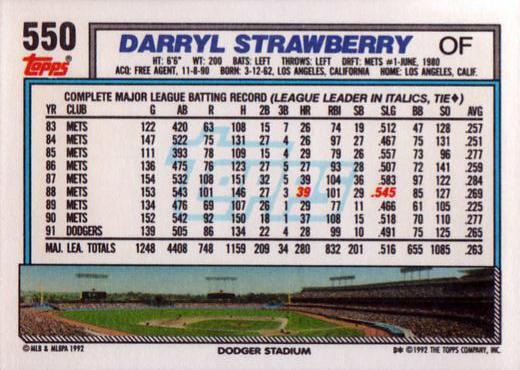 550 DARRYL STRAWBERRY OF
Topps HT: 6'6" WT: 200 BATS: LEFT THROWS: LEFT DRFT: METS #1-JUNE, 1980
ACQ: FREE AGENT, 11-8-90 BORN: 3-12-62, LOS ANGELES, CALIFORNIA HOME: LOS ANGELES, CALIF.
COMPLETE MAJOR LEAGUE BATTING RECORD (LEAGUE LEADER IN ITALICS, TIE♦)
YR CLUB G AB R H 2B 3B HR RBI SB SLG BB SO AVG
83 METS 122 420 63 108 15 7 26 74 19 .512 47 128 .257
84 METS 147 522 75 131 27 4 26 97 27 .467 75 131 .251
85 METS 111 393 78 109 15 4 29 79 26 .557 73 96 .277
86 METS 136 475 76 123 27 5 27 93 28 .507 72 141 .259
87 METS 154 532 108 151 32 5 39 104 36 .583 97 122 .284
88 METS 153 543 101 146 27 3 39 101 29 .545 85 127 .269
89 METS 134 476 69 107 26 1 29 77 11 .466 61 105 .225
90 METS 152 542 92 150 18 1 37 108 15 .518 70 110 .277
91 DODGERS 139 505 86 134 22 4 28 99 10 .491 75 125 .265
MAJ. LEA. TOTALS 1248 4408 748 1159 209 34 280 832 201 .516 655 1085 .263
©MLB & MLBPA 1992 DODGER STADIUM B* ©1992 THE TOPPS COMPANY, INC.